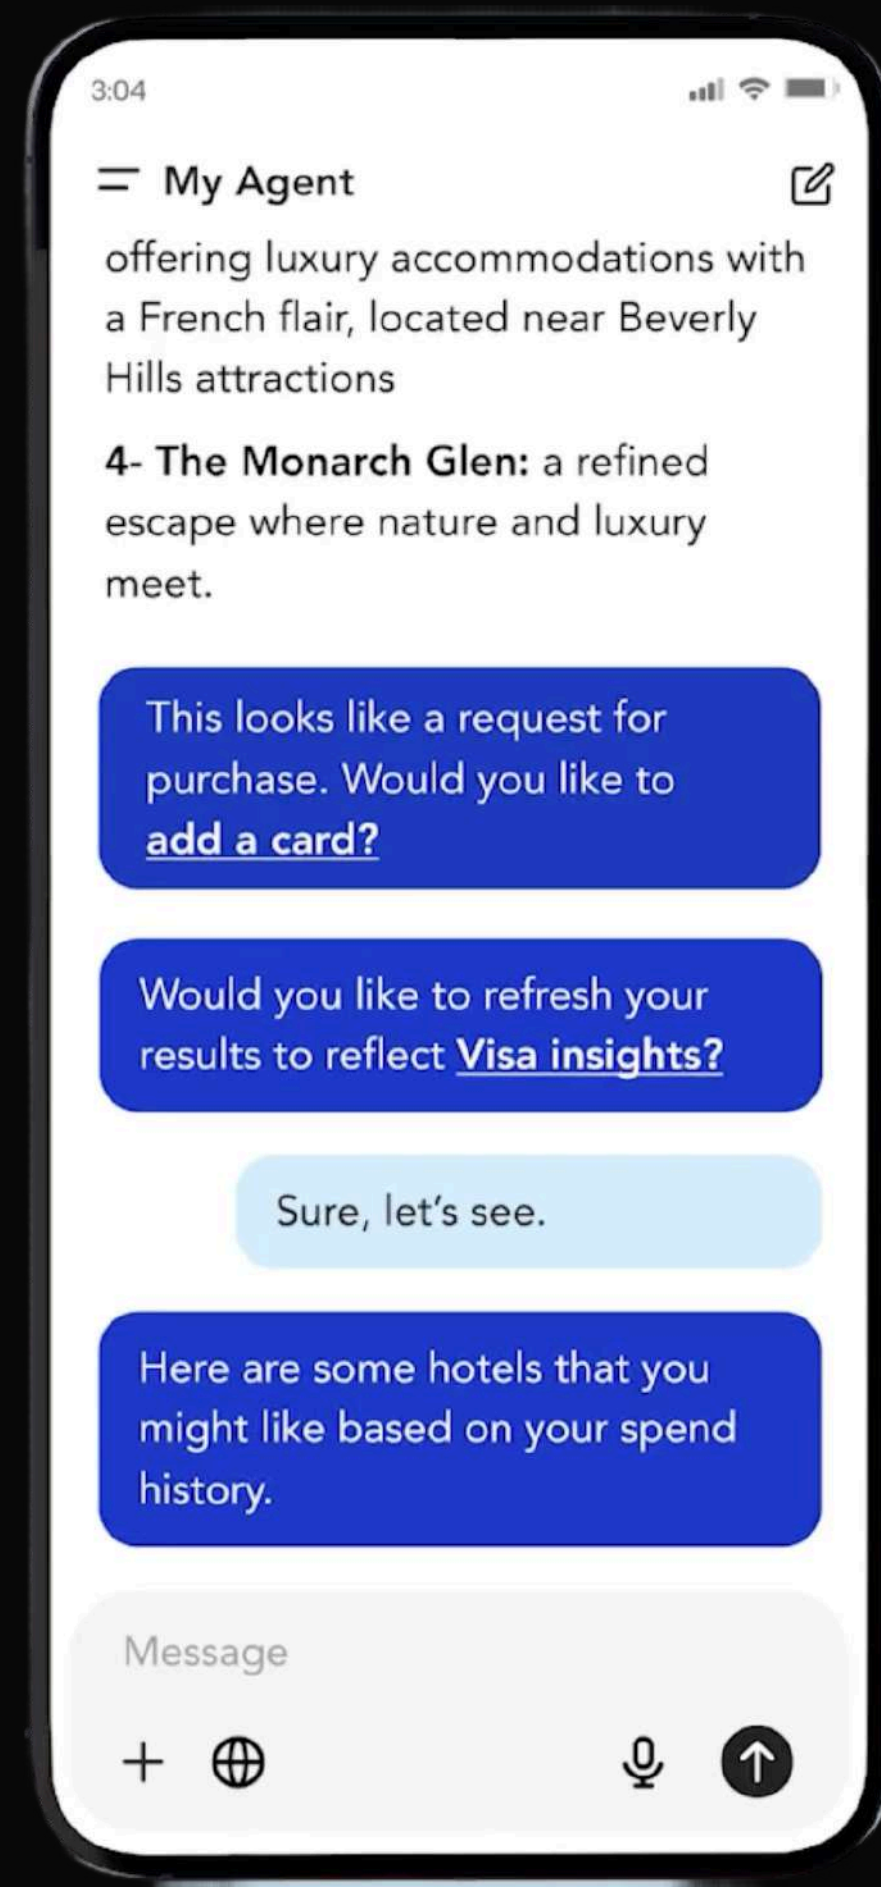 3:04
My Agent
offering luxury accommodations with
a French flair, located near Beverly
Hills attractions
4- The Monarch Glen: a refined
escape where nature and luxury
meet.
This looks like a request for
purchase. Would you like to
add a card?
Would you like to refresh your
results to reflect Visa insights?
Sure, let’s see.
Here are some hotels that you
might like based on your spend
history.
Message